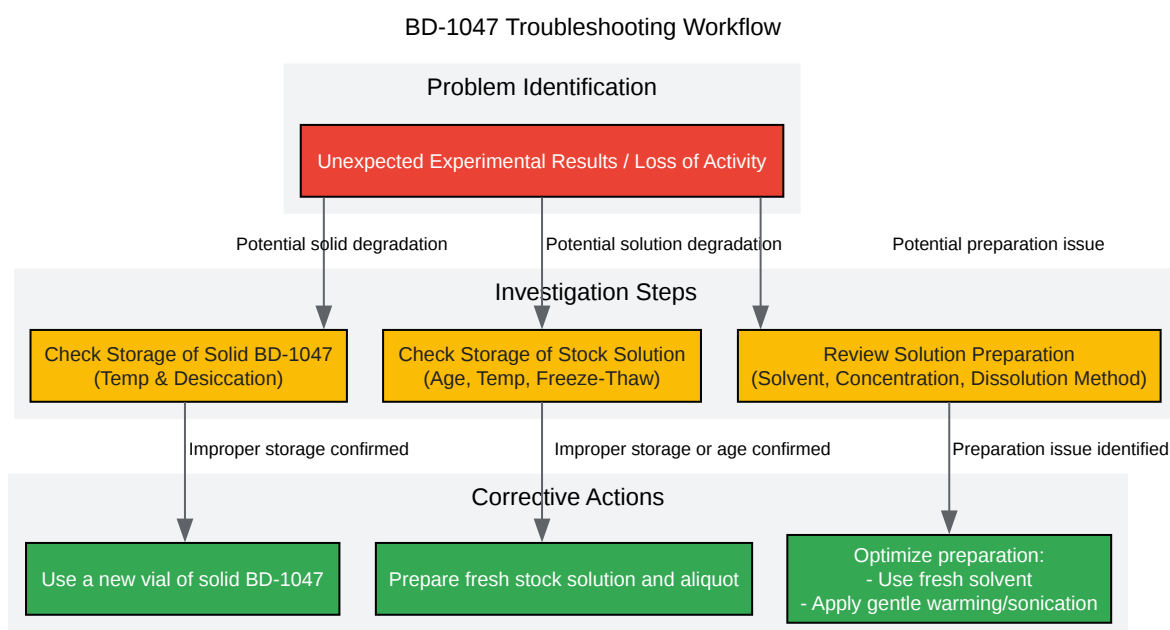 BD-1047 Troubleshooting Workflow
Problem Identification
Unexpected Experimental Results / Loss of Activity
Potential solid degradation
Potential solution degradation
Potential preparation issue
Investigation Steps
Check Storage of Solid BD-1047
(Temp & Desiccation)
Check Storage of Stock Solution
(Age, Temp, Freeze-Thaw)
Review Solution Preparation
(Solvent, Concentration, Dissolution Method)
Improper storage confirmed
Improper storage or age confirmed
Preparation issue identified
Corrective Actions
Use a new vial of solid BD-1047
Prepare fresh stock solution and aliquot
Optimize preparation:
- Use fresh solvent
- Apply gentle warming/sonication